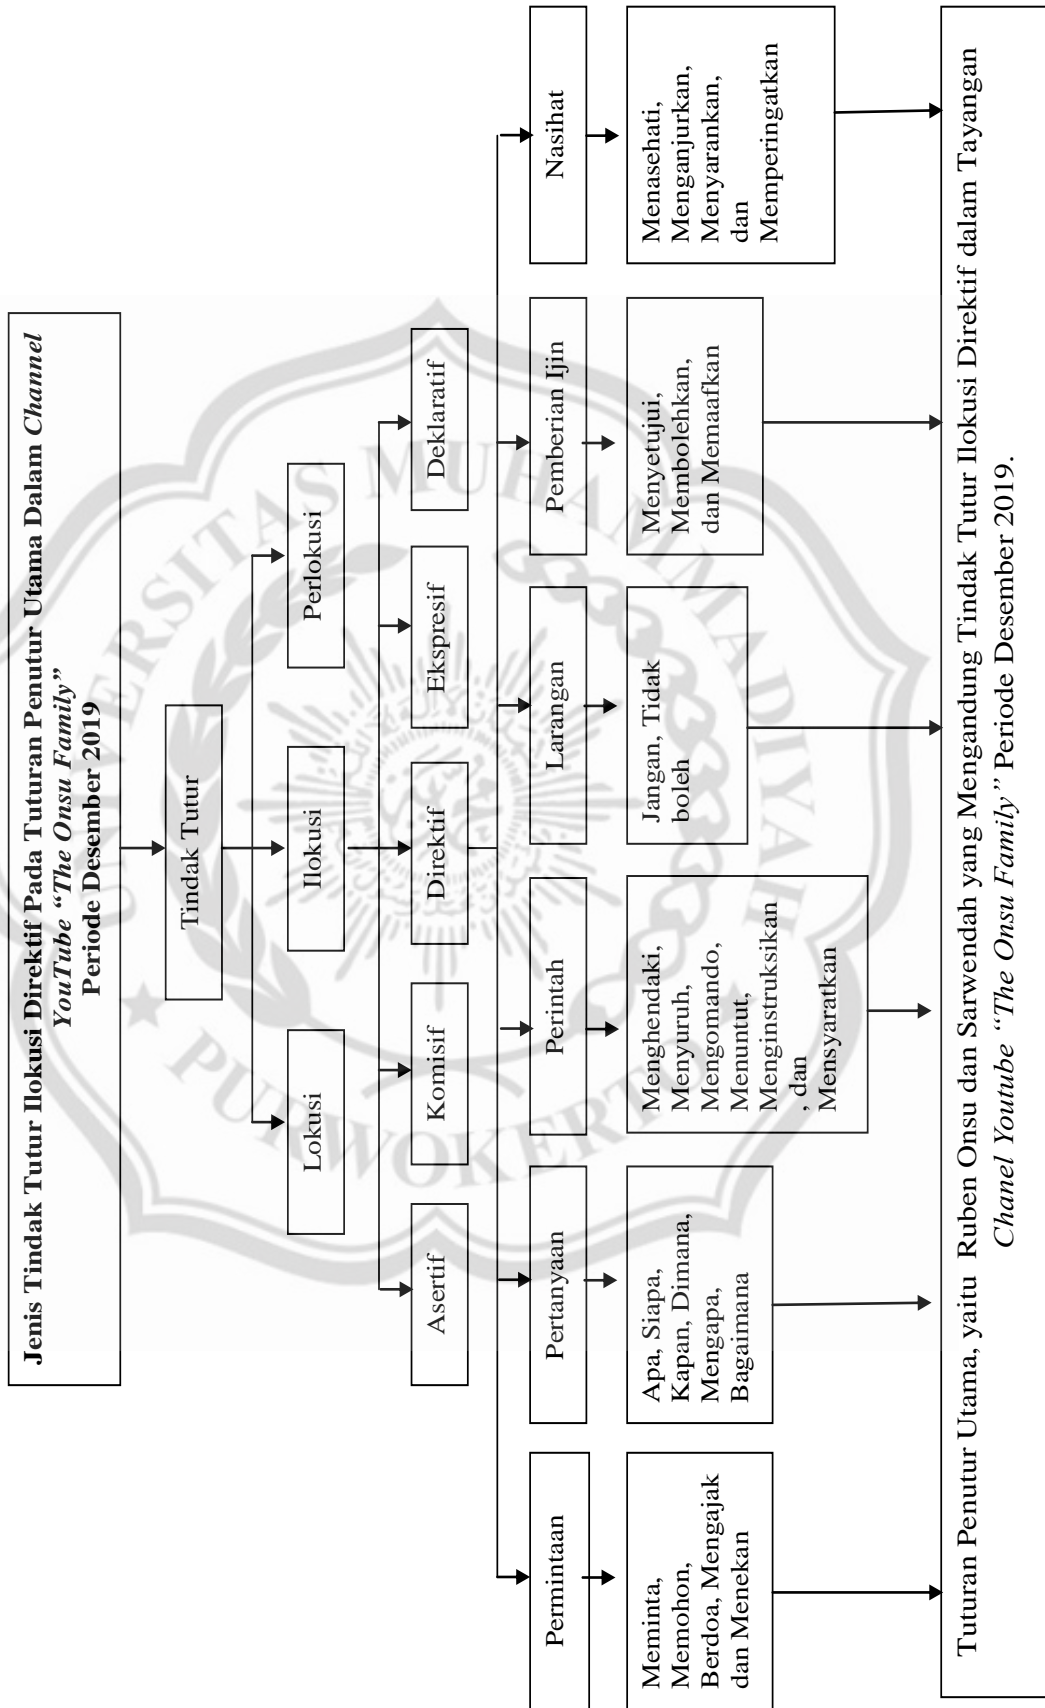 Jenis Tindak Tutur Ilokusi Direktif Pada Tuturan Penutur Utama Dalam Channel
YouTube “The Onsu Family”
Periode Desember 2019
Tindak Tutur
Lokusi
Ilokusi
Perlokusi
Asertif
Komisif
Direktif
Ekspresif
Deklaratif
Permintaan
Pertanyaan
Perintah
Larangan
Pemberian Ijin
Nasihat
Meminta,
Memohon,
Berdoa, Mengajak
dan Menekan
Apa, Siapa,
Kapan, Dimana,
Mengapa,
Bagaimana
Menghendaki,
Menyuruh,
Mengomando,
Menuntut,
Menginstruksikan
, dan
Mensyaratkan
Jangan, Tidak
boleh
Menyetujui,
Membolehkan,
dan Memaafkan
Menasehati,
Menganjurkan,
Menyarankan,
dan
Memperingatkan
Tuturan Penutur Utama, yaitu Ruben Onsu dan Sarwendah yang Mengandung Tindak Tutur Ilokusi Direktif dalam Tayangan
Chanel Youtube “The Onsu Family” Periode Desember 2019.
UNIVERSITAS MUHAMMADIYAH
PURWOKERTO